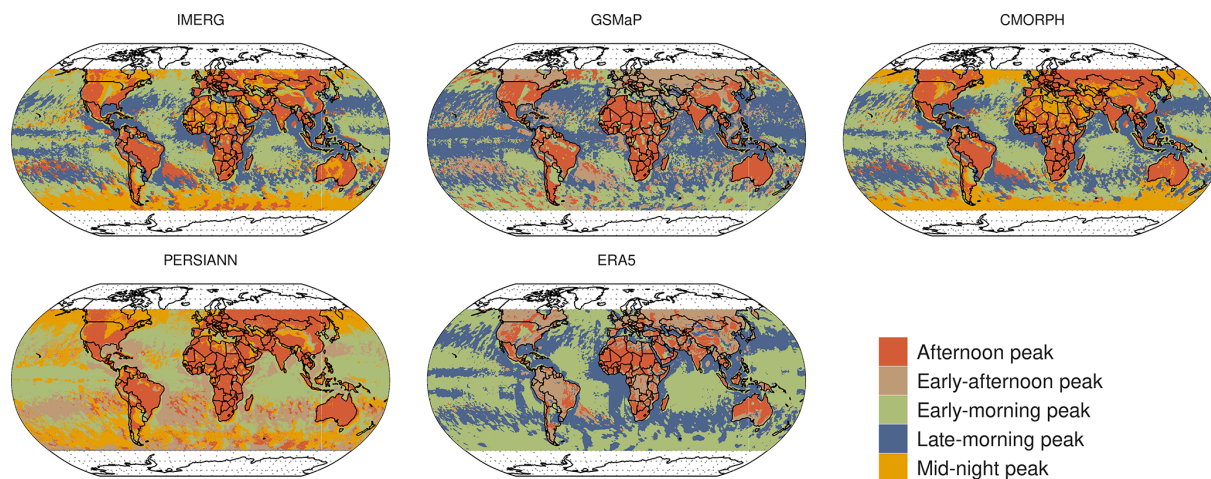 IMERG
GSMaP
CMORPH
PERSIANN
ERA5
Afternoon peak
Early-afternoon peak
Early-morning peak
Late-morning peak
Mid-night peak